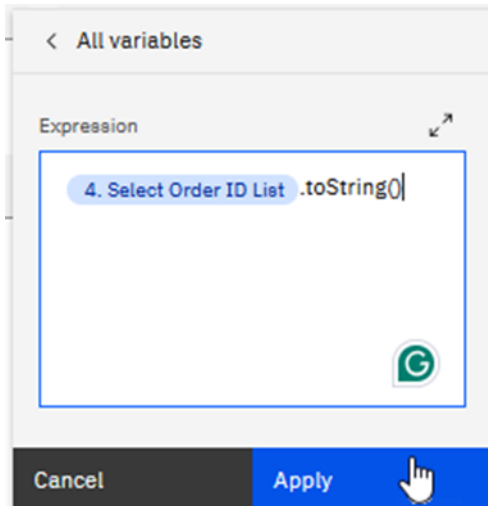 < All variables
Expression
4. Select Order ID List .toString()
G
Cancel
Apply